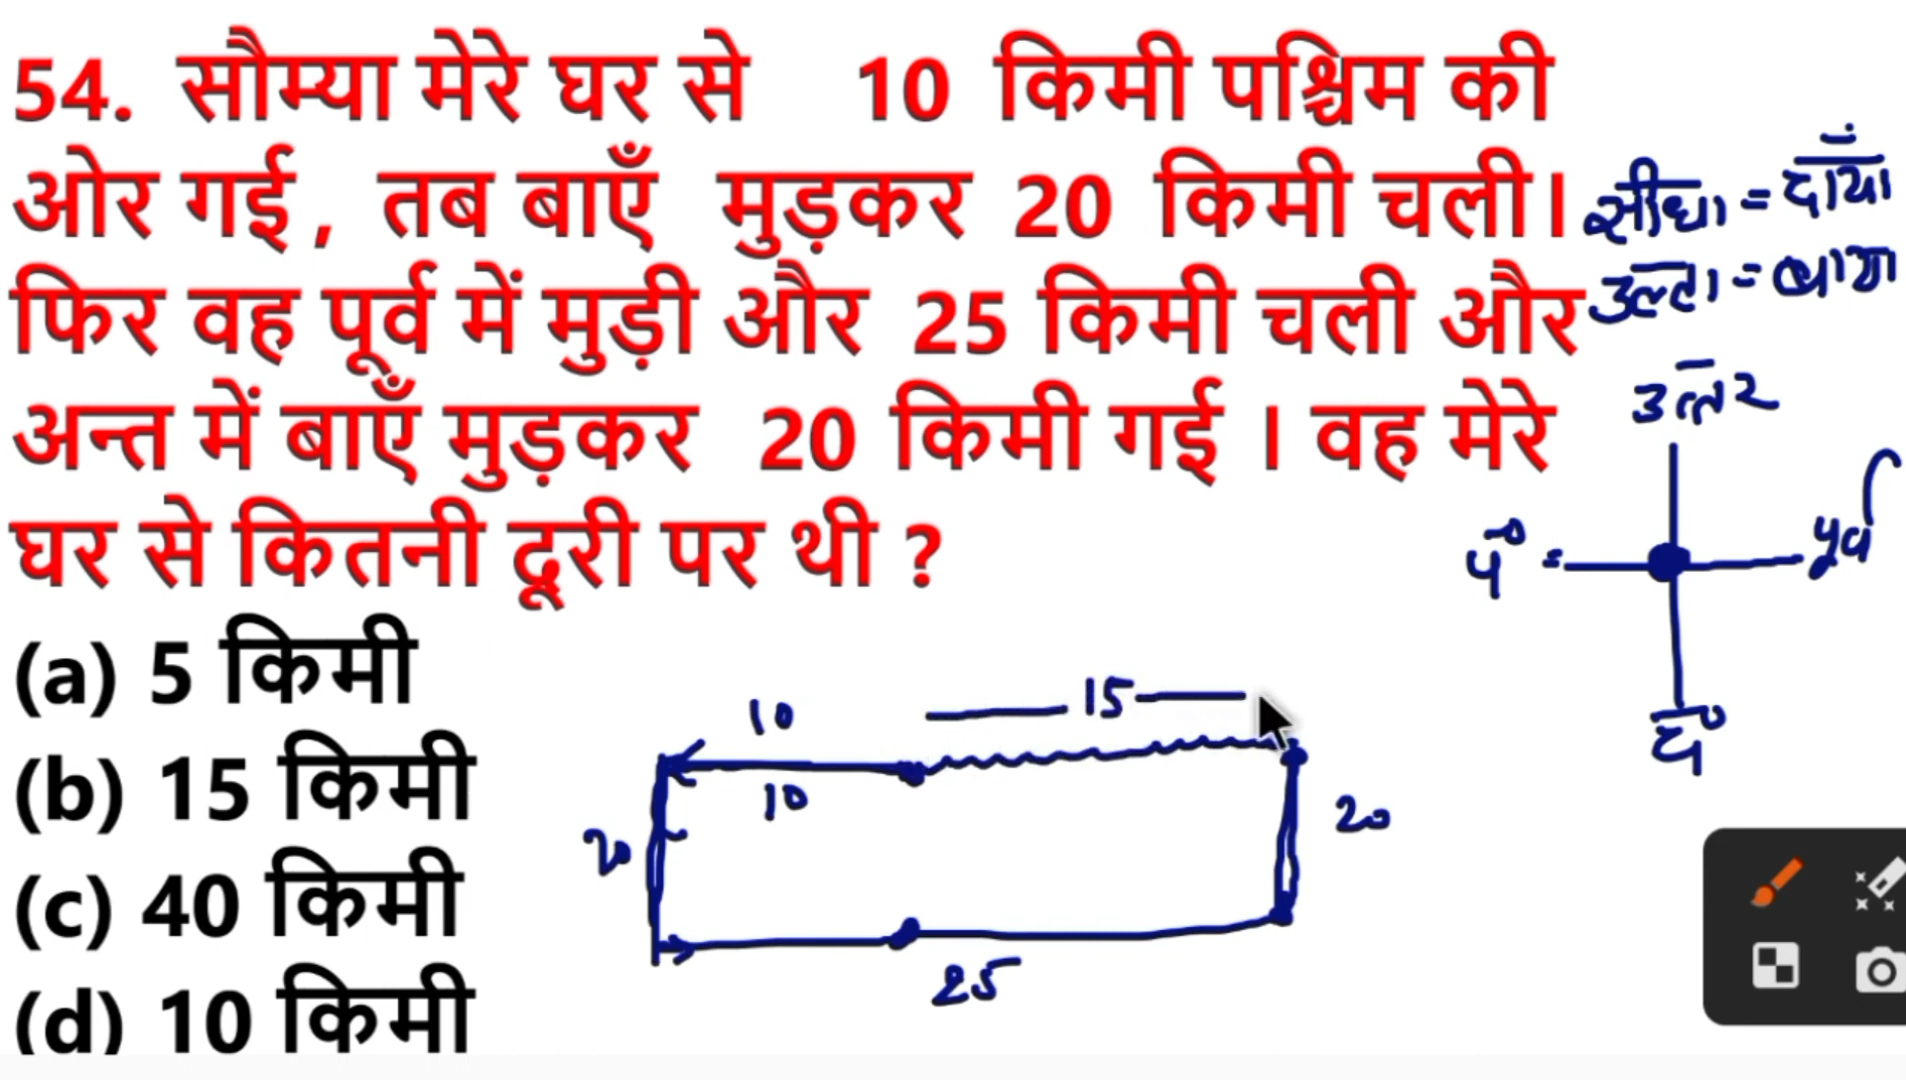 54. सौम्या मेरे घर से 10 किमी पश्चिम की
ओर गई, तब बाएँ मुड़कर 20 किमी चली।
फिर वह पूर्व में मुड़ी और 25 किमी चली और
अन्त में बाएँ मुड़कर 20 किमी गई । वह मेरे
घर से कितनी दूरी पर थी ?
(a) 5 किमी
(b) 15 किमी
(c) 40 किमी
(d) 10 किमी
सीधा = दायां
उल्टा = बाया
उत्तर
प०
पूर्व
द०
10
15
10
20
20
25